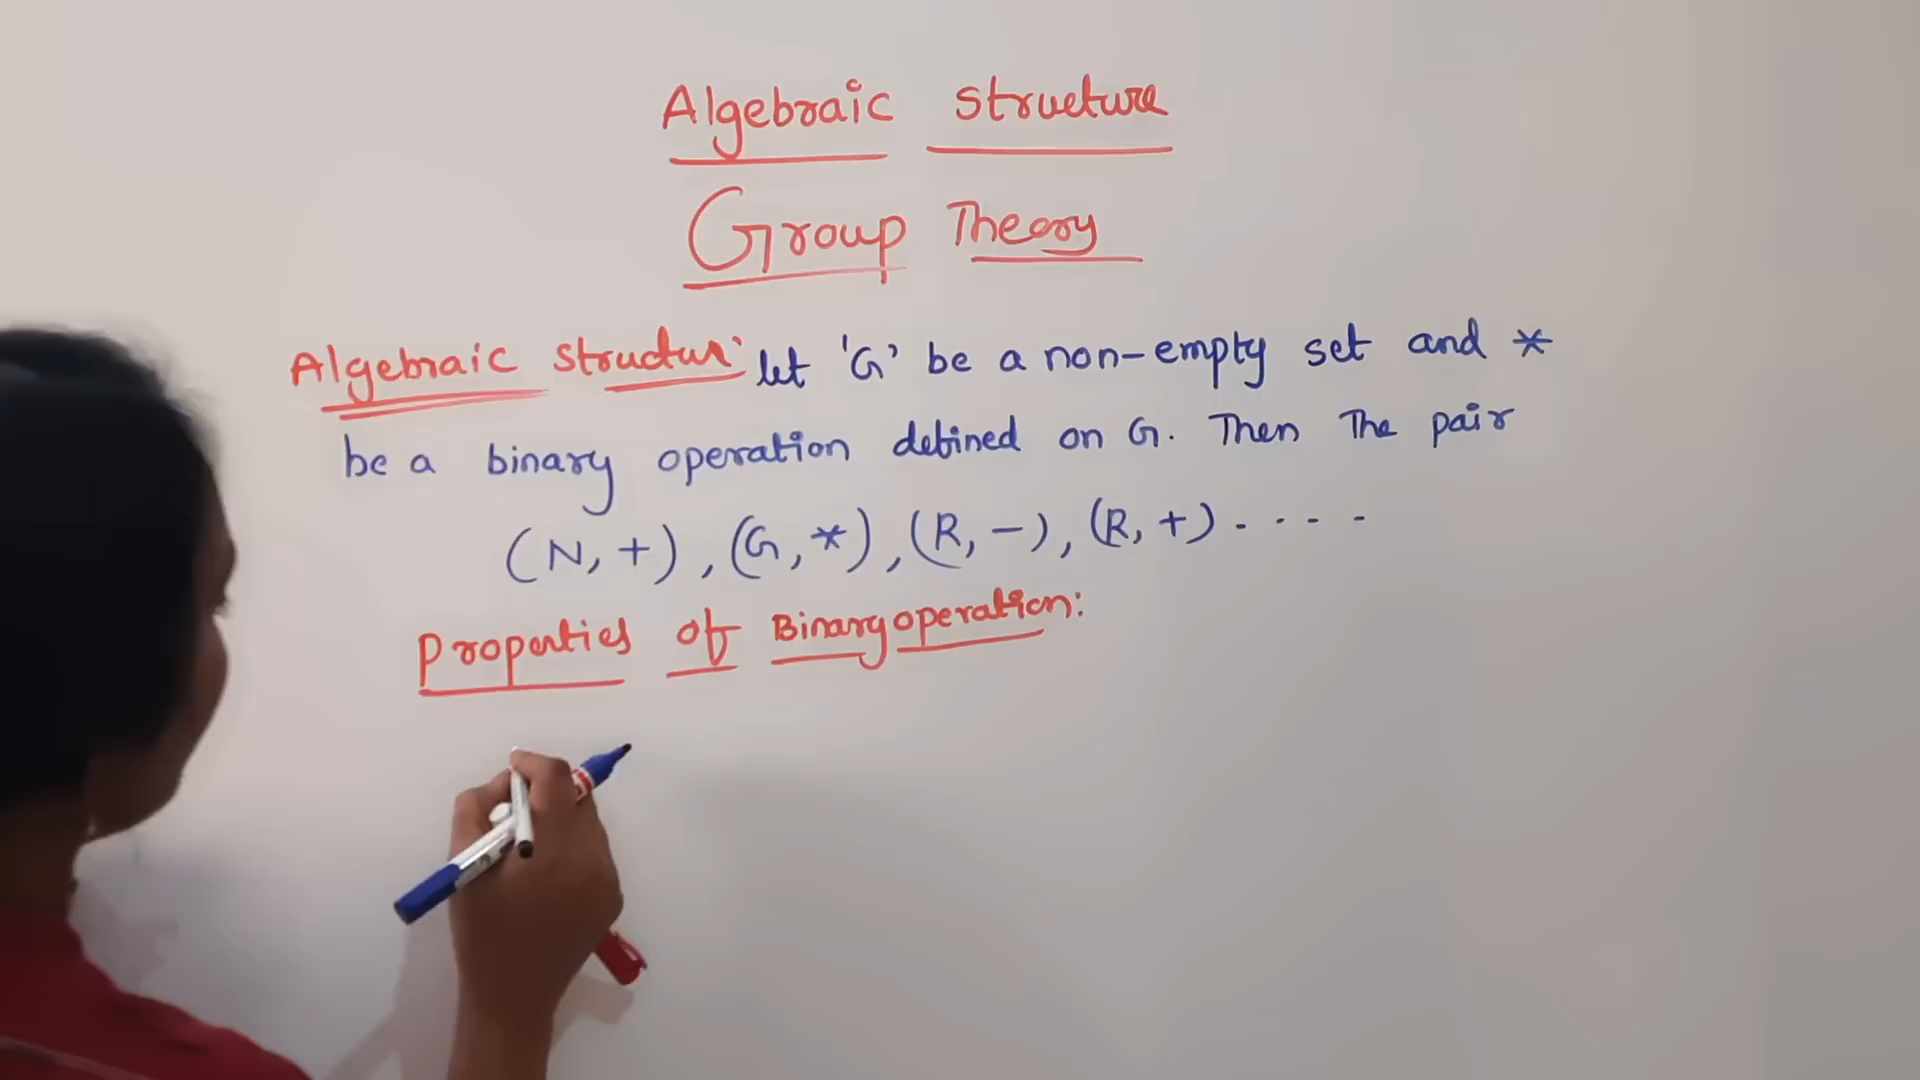 Algebraic structure
Group Theory
Algebraic structur: let 'G' be a non-empty set and *
be a binary operation defined on G. Then The pair
(N, +), (G, *), (R, -), (R, +) - - - -
Properties of Binary operation: